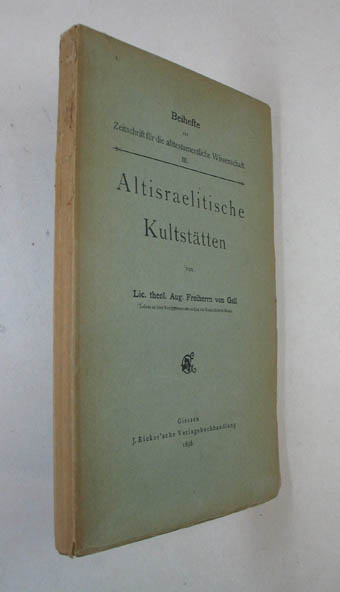 Beihefte
zur
Zeitschrift für die alttestamentliche Wissenschaft
III.
Altisraelitische
Kultstätten
von
Lic. theol. Aug. Freiherrn von Gall
Giessen
J. Ricker'sche Verlagsbuchhandlung
1898